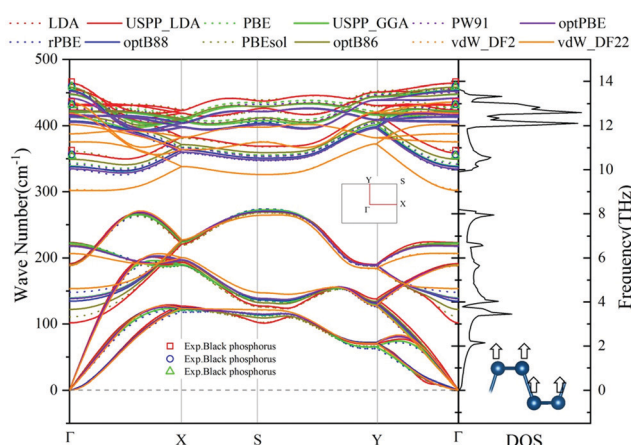 LDA USPP_LDA PBE USPP_GGA PW91 optPBE
rPBE optB88 PBEsol optB86 vdW_DF2 vdW_DF22
500
400
300
200
100
0
Wave Number(cm⁻¹)
Y S
Γ X
Exp.Black phosphorus
Exp.Black phosphorus
Exp.Black phosphorus
14
12
10
8
6
4
2
0
Frequency(THz)
Γ X S Y Γ DOS